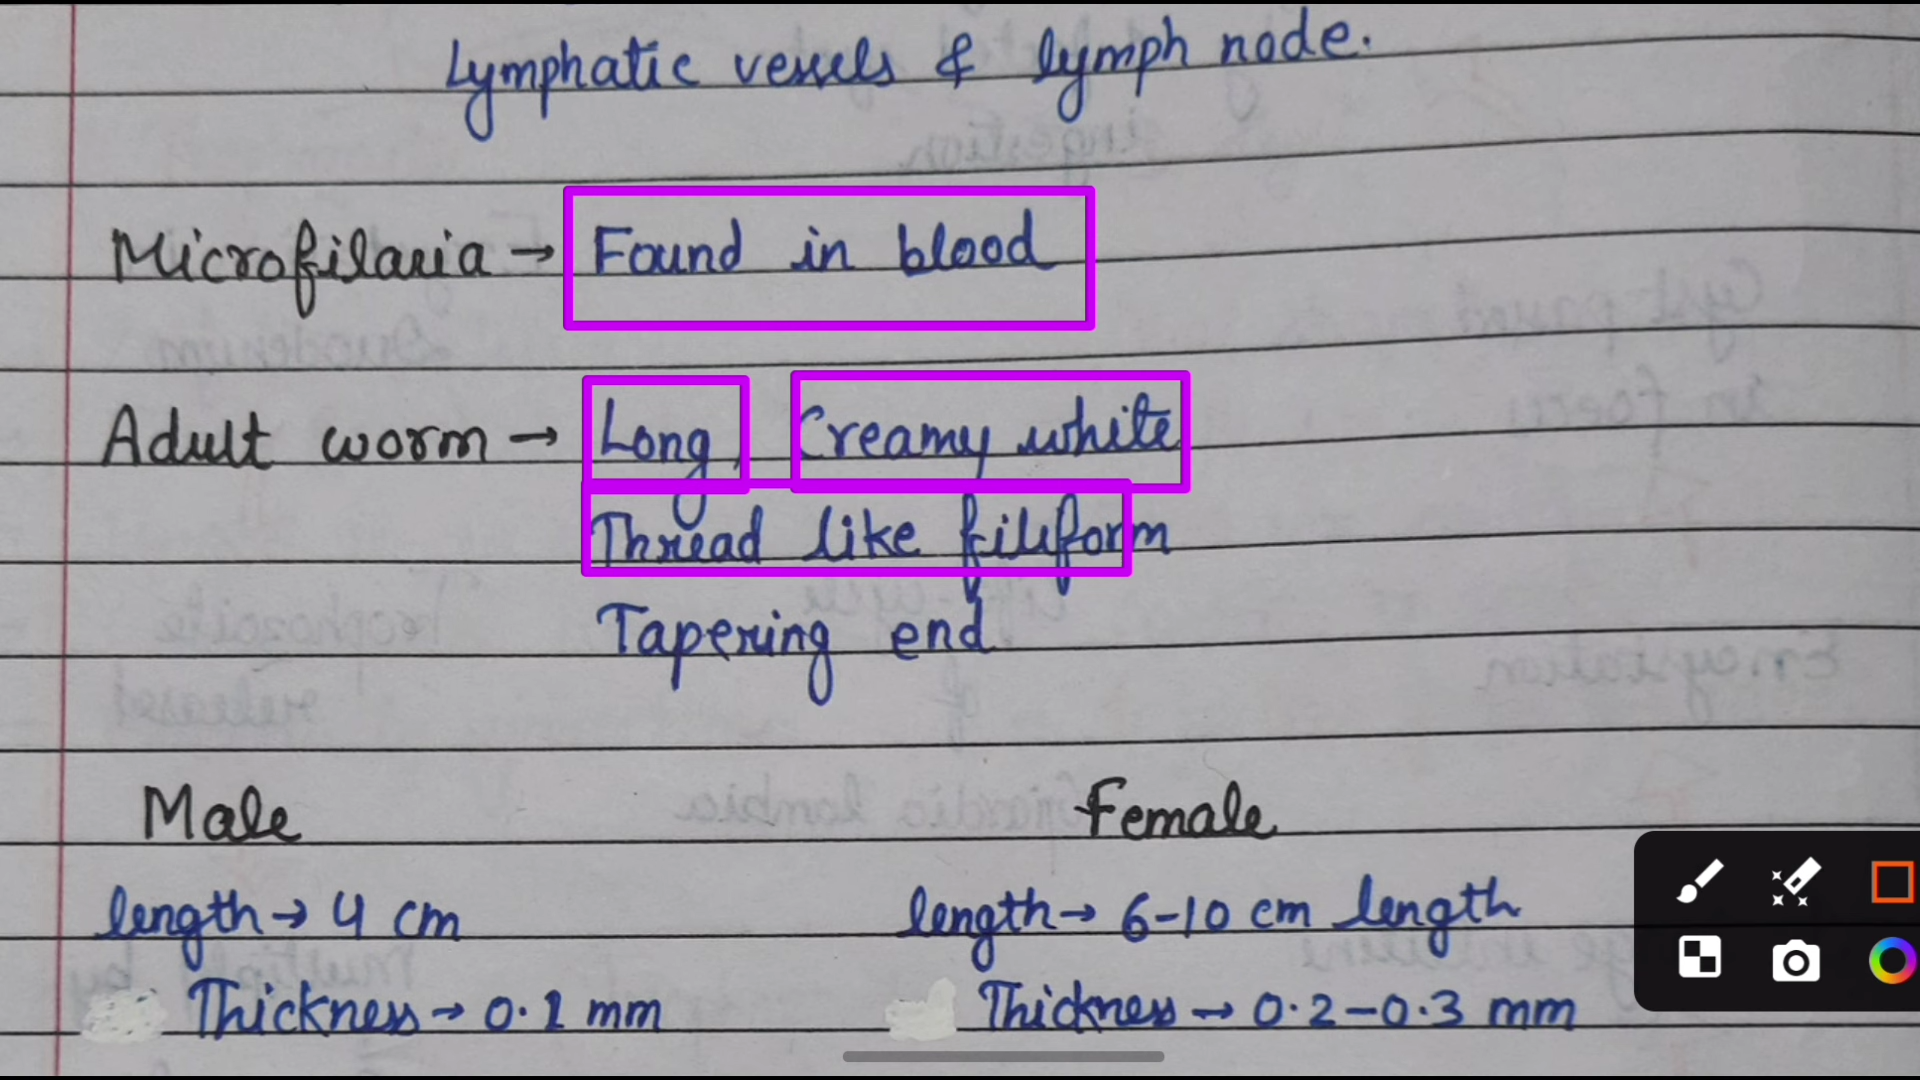 Lymphatic vessels & lymph node.
Microfilaria → Found in blood
Adult worm → Long, Creamy white
Thread like filiform
Tapering end
Male Female
length → 4 cm length → 6-10 cm length
Thickness → 0.1 mm Thickness → 0.2-0.3 mm